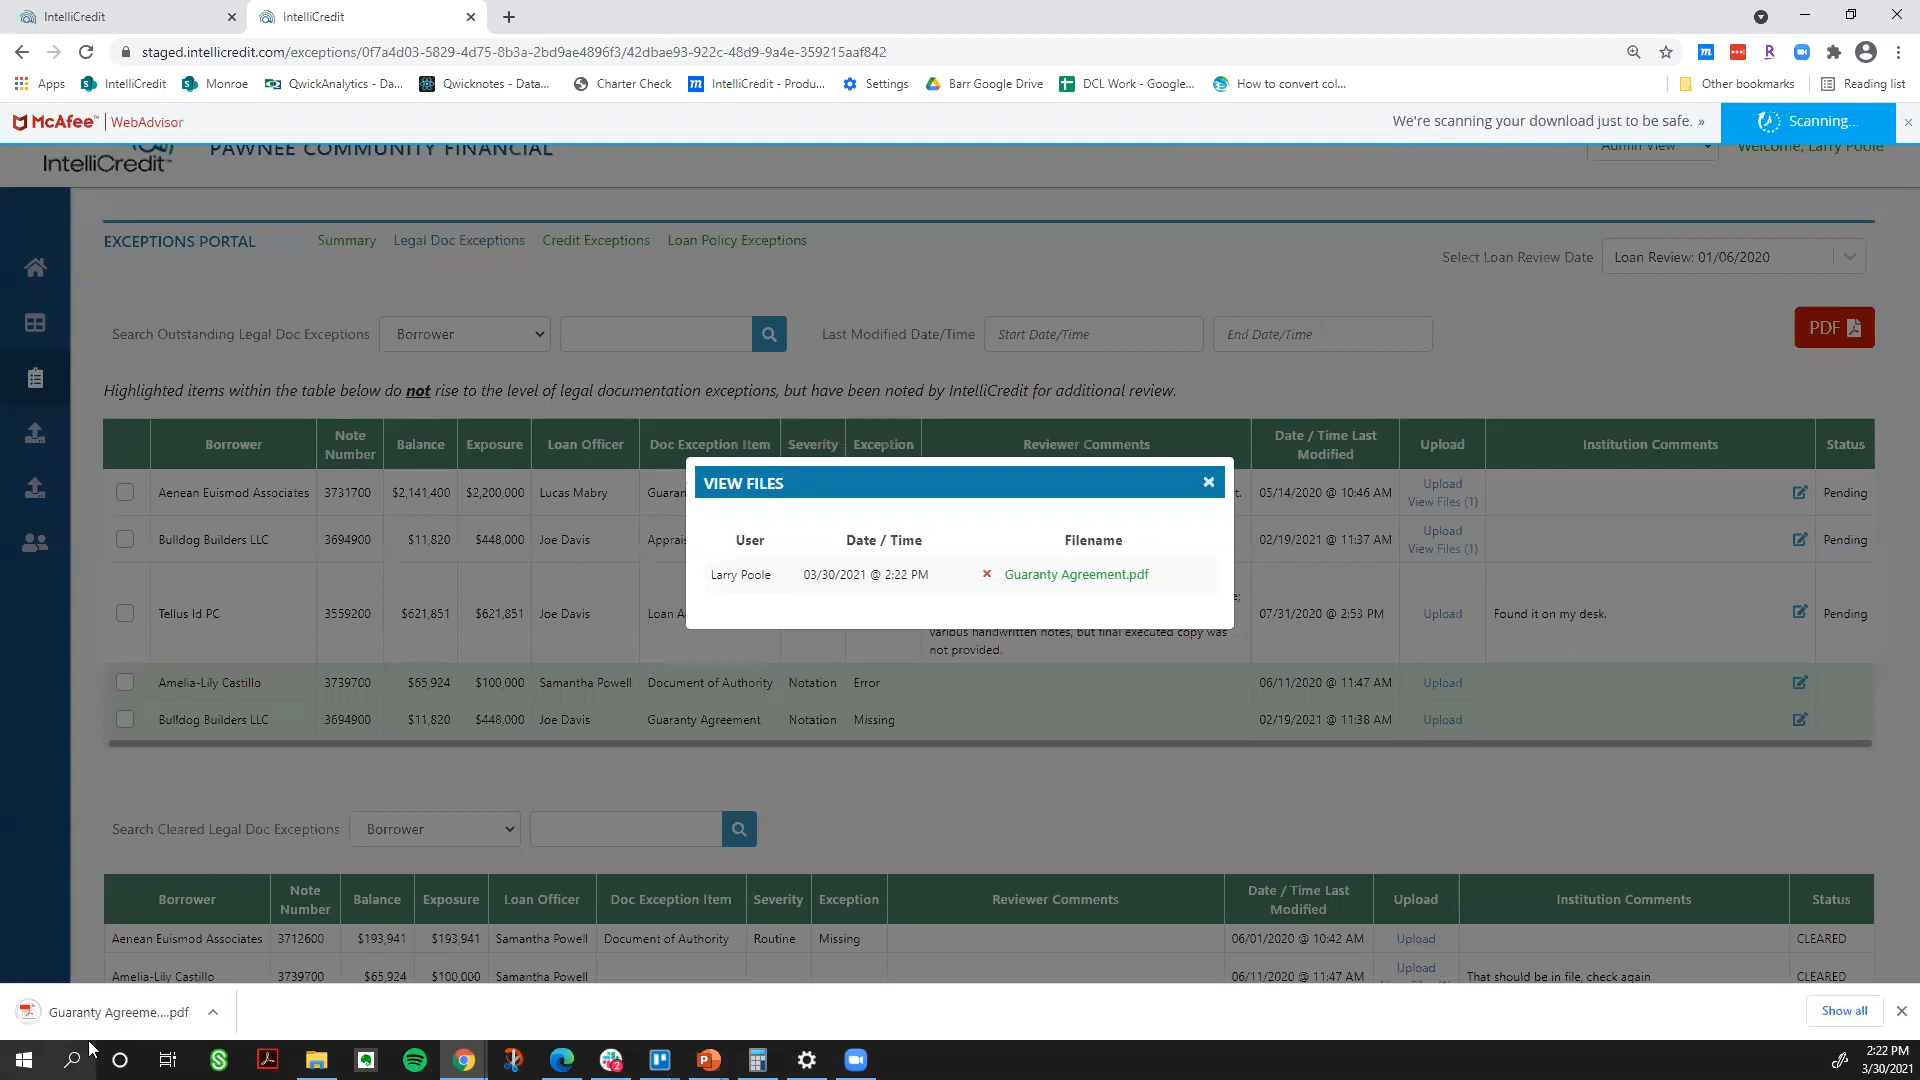 IntelliCredit
IntelliCredit
staged.intellicredit.com/exceptions/0f7a4d03-5829-4d75-8b3a-2bd9ae4896f3/42dbae93-922c-48d9-9a4e-359215aaf842
Apps IntelliCredit Monroe QwickAnalytics - Da... Qwicknotes - Data... Charter Check IntelliCredit - Produ... Settings Barr Google Drive DCL Work - Google... How to convert col... Other bookmarks Reading list
McAfee™ | WebAdvisor We're scanning your download just to be safe. » Scanning...
IntelliCredit™ PAWNEE COMMUNITY FINANCIAL Admin View Welcome, Larry Poole
EXCEPTIONS PORTAL Summary Legal Doc Exceptions Credit Exceptions Loan Policy Exceptions
Select Loan Review Date Loan Review: 01/06/2020
Search Outstanding Legal Doc Exceptions Borrower Last Modified Date/Time Start Date/Time End Date/Time PDF
Highlighted items within the table below do not rise to the level of legal documentation exceptions, but have been noted by IntelliCredit for additional review.
Borrower Note Number Balance Exposure Loan Officer Doc Exception Item Severity Exception Reviewer Comments Date / Time Last Modified Upload Institution Comments Status
Aenean Euismod Associates 3731700 $2,141,400 $2,200,000 Lucas Mabry Guaran t. 05/14/2020 @ 10:46 AM Upload View Files (1) Pending
Bulldog Builders LLC 3694900 $11,820 $448,000 Joe Davis Apprais 02/19/2021 @ 11:37 AM Upload View Files (1) Pending
Tellus Id PC 3559200 $621,851 $621,851 Joe Davis Loan A e; various handwritten notes, but final executed copy was not provided. 07/31/2020 @ 2:53 PM Upload Found it on my desk. Pending
Amelia-Lily Castillo 3739700 $65,924 $100,000 Samantha Powell Document of Authority Notation Error 06/11/2020 @ 11:47 AM Upload
Bulldog Builders LLC 3694900 $11,820 $448,000 Joe Davis Guaranty Agreement Notation Missing 02/19/2021 @ 11:38 AM Upload
VIEW FILES
User Date / Time Filename
Larry Poole 03/30/2021 @ 2:22 PM Guaranty Agreement.pdf
Search Cleared Legal Doc Exceptions Borrower
Borrower Note Number Balance Exposure Loan Officer Doc Exception Item Severity Exception Reviewer Comments Date / Time Last Modified Upload Institution Comments Status
Aenean Euismod Associates 3712600 $193,941 $193,941 Samantha Powell Document of Authority Routine Missing 06/01/2020 @ 10:42 AM Upload CLEARED
Amelia-Lily Castillo 3739700 $65,924 $100,000 Samantha Powell 06/11/2020 @ 11:47 AM Upload That should be in file, check again CLEARED
Guaranty Agreeme....pdf Show all
2:22 PM
3/30/2021